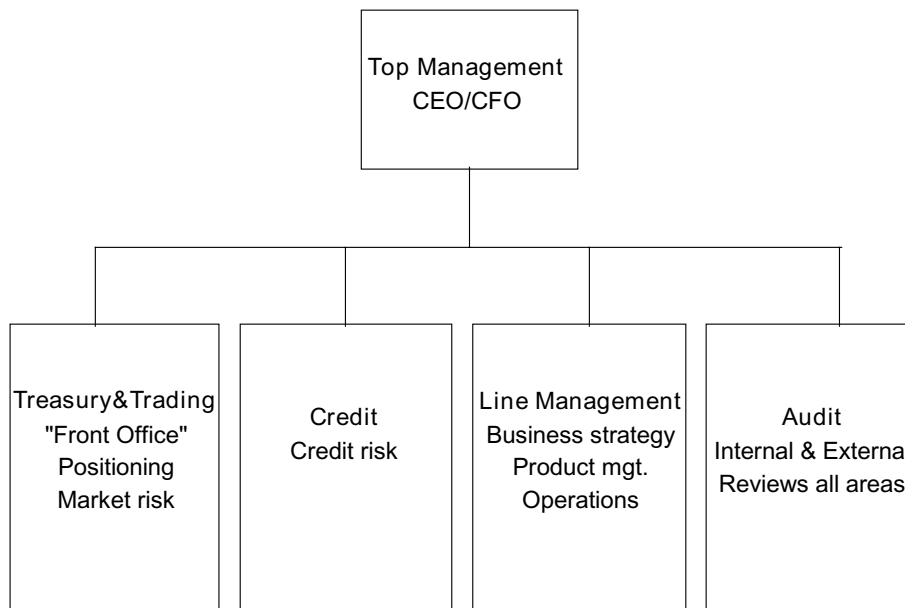 Top Management
CEO/CFO
Treasury&Trading
"Front Office"
Positioning
Market risk
Credit
Credit risk
Line Management
Business strategy
Product mgt.
Operations
Audit
Internal & Externa
Reviews all areas